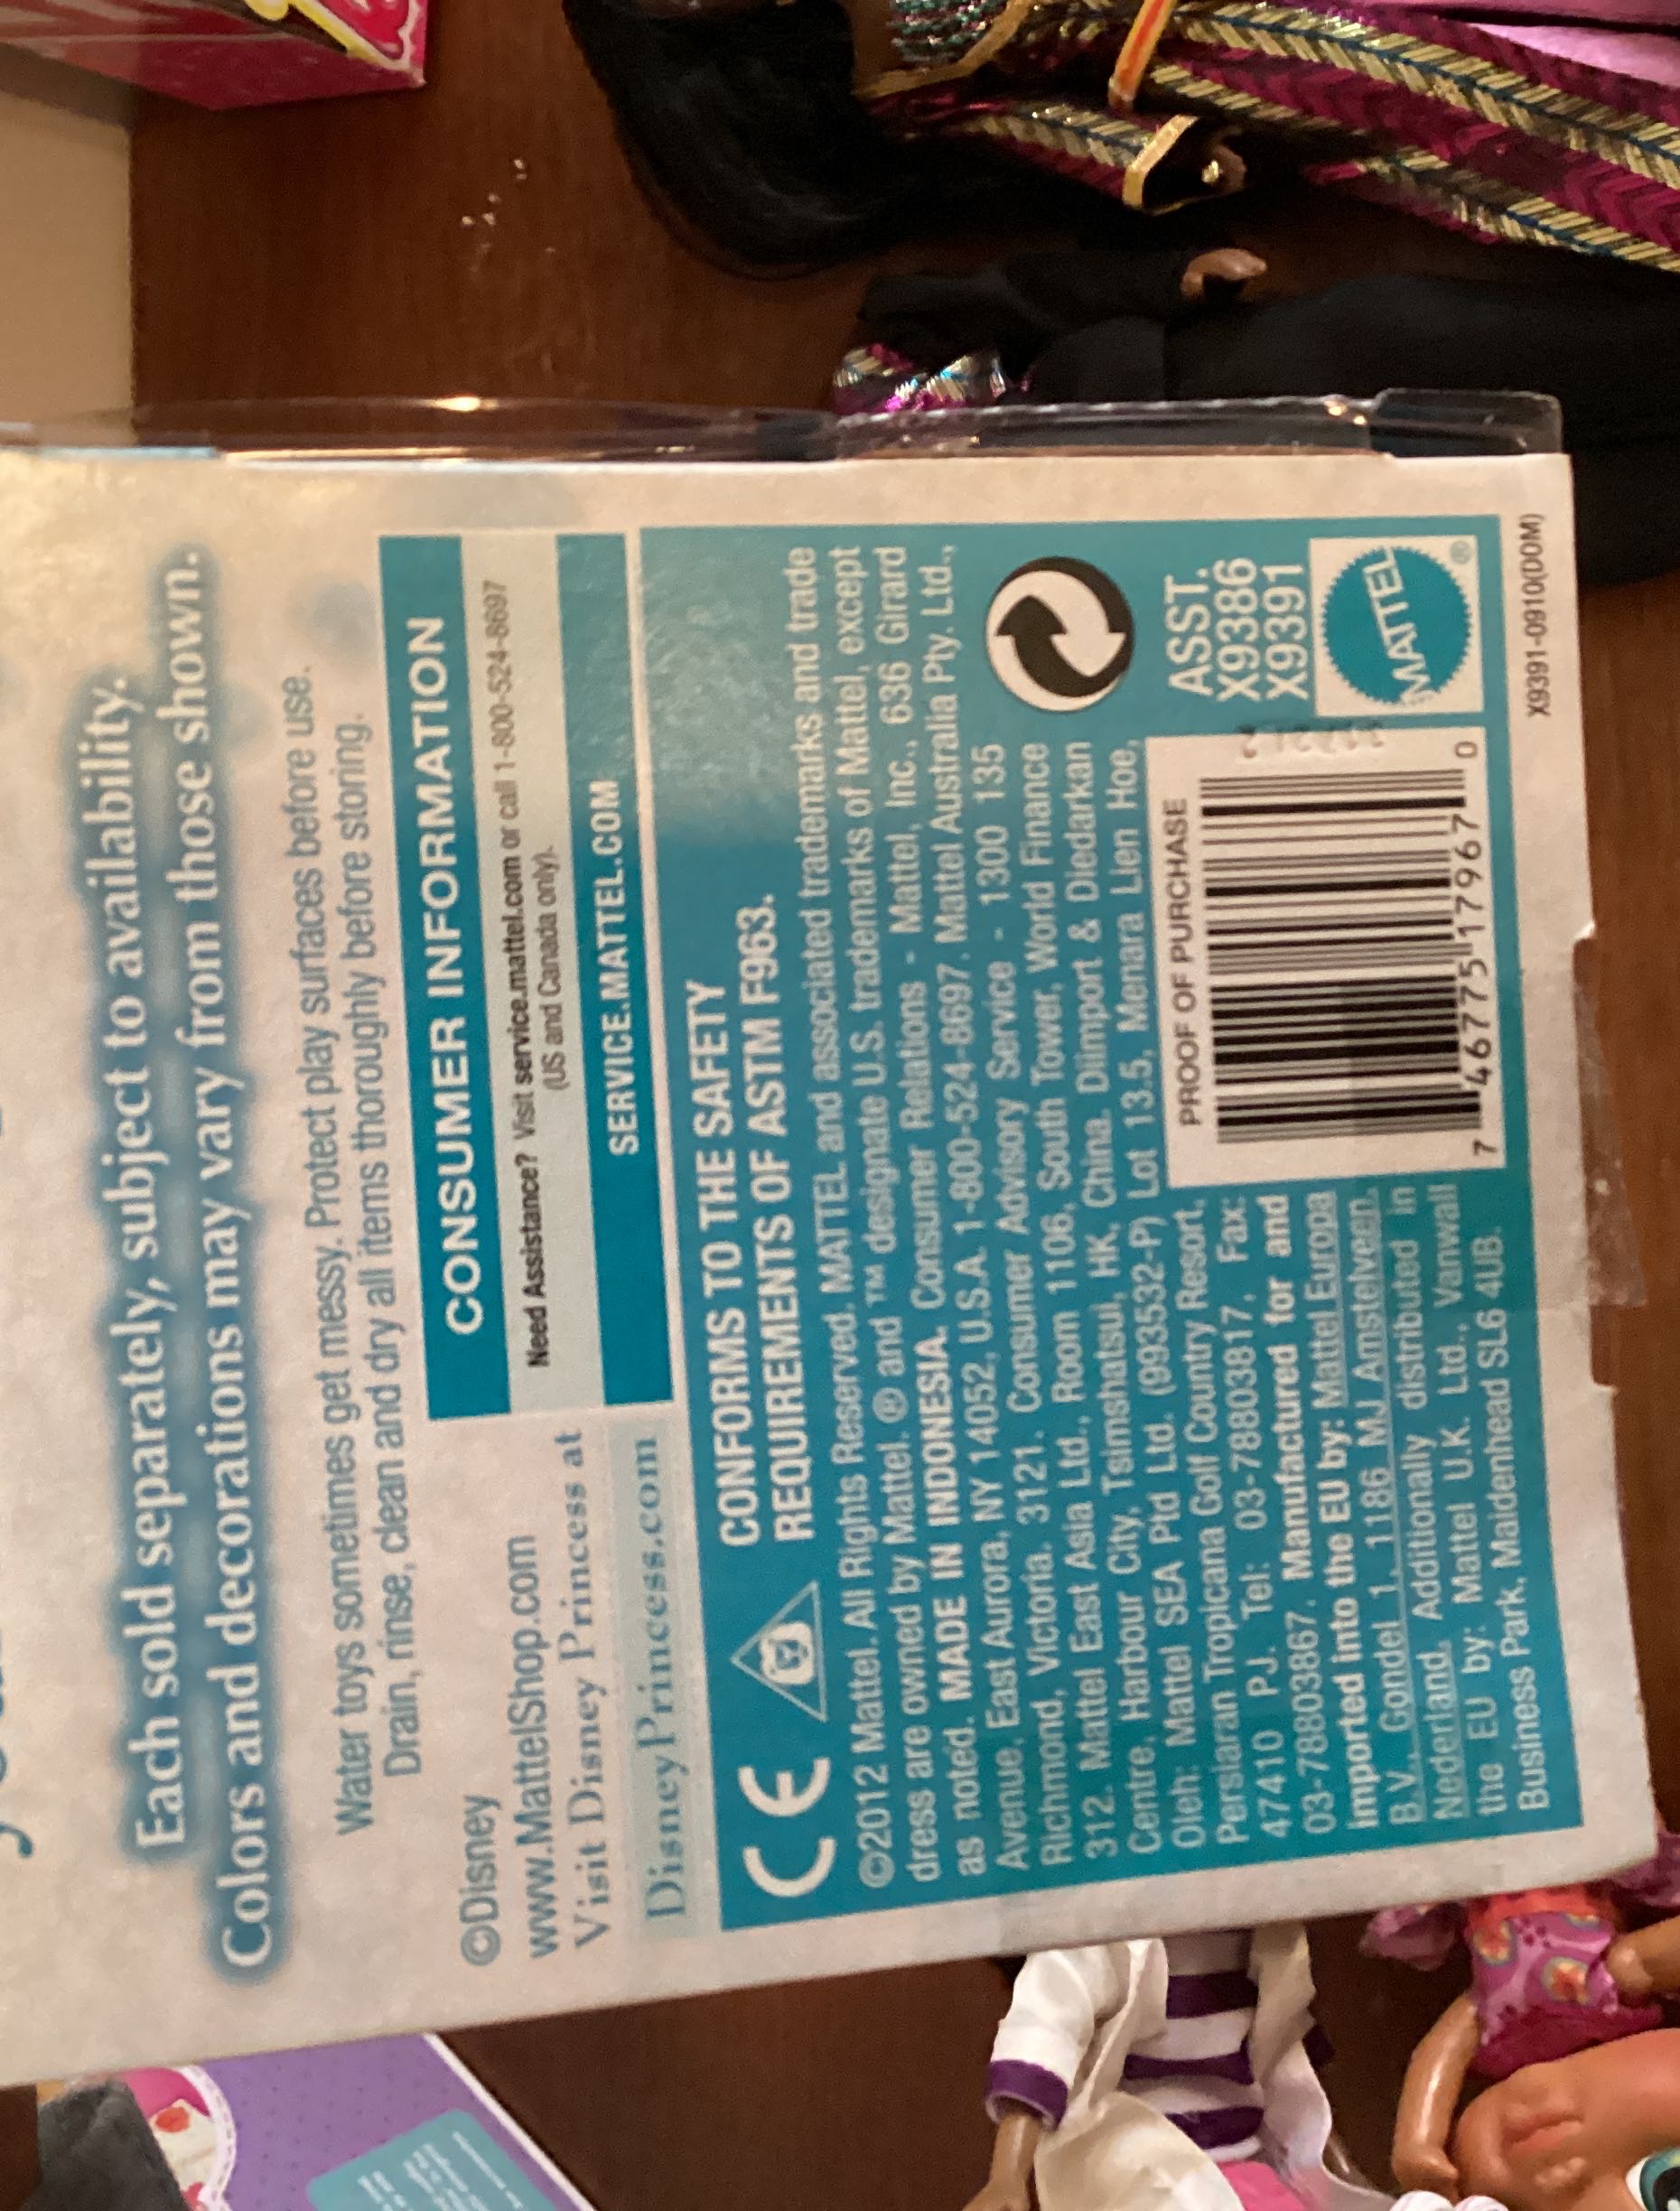 Each sold separately, subject to availability.
Colors and decorations may vary from those shown.
Water toys sometimes get messy. Protect play surfaces before use.
Drain, rinse, clean and dry all items thoroughly before storing.
©Disney
www.MattelShop.com
Visit Disney Princess at
DisneyPrincess.com
CONSUMER INFORMATION
Need Assistance? Visit service.mattel.com or call 1-800-524-8697
(US and Canada only).
SERVICE.MATTEL.COM
CE
CONFORMS TO THE SAFETY
REQUIREMENTS OF ASTM F963.
©2012 Mattel. All Rights Reserved. MATTEL and associated trademarks and trade
dress are owned by Mattel. ® and ™ designate U.S. trademarks of Mattel, except
as noted. MADE IN INDONESIA. Consumer Relations - Mattel, Inc., 636 Girard
Avenue, East Aurora, NY 14052, U.S.A. 1-800-524-8697. Mattel Australia Pty. Ltd.,
Richmond, Victoria. 3121. Consumer Advisory Service - 1300 135
312. Mattel East Asia Ltd., Room 1106, South Tower, World Finance
Centre, Harbour City, Tsimshatsui, HK, China. Diimport & Diedarkan
Oleh: Mattel SEA Ptd Ltd. (993532-P) Lot 13.5, Menara Lien Hoe,
Persiaran Tropicana Golf Country Resort,
47410 PJ. Tel: 03-78803817, Fax:
03-78803867. Manufactured for and
imported into the EU by: Mattel Europa
B.V., Gondel 1, 1186 MJ Amstelveen,
Nederland. Additionally distributed in
the EU by: Mattel U.K. Ltd., Vanwall
Business Park, Maidenhead SL6 4UB.
PROOF OF PURCHASE
7 46775 17967 0
ASST.
X9386
X9391
MATTEL®
X9391-0910(DOM)